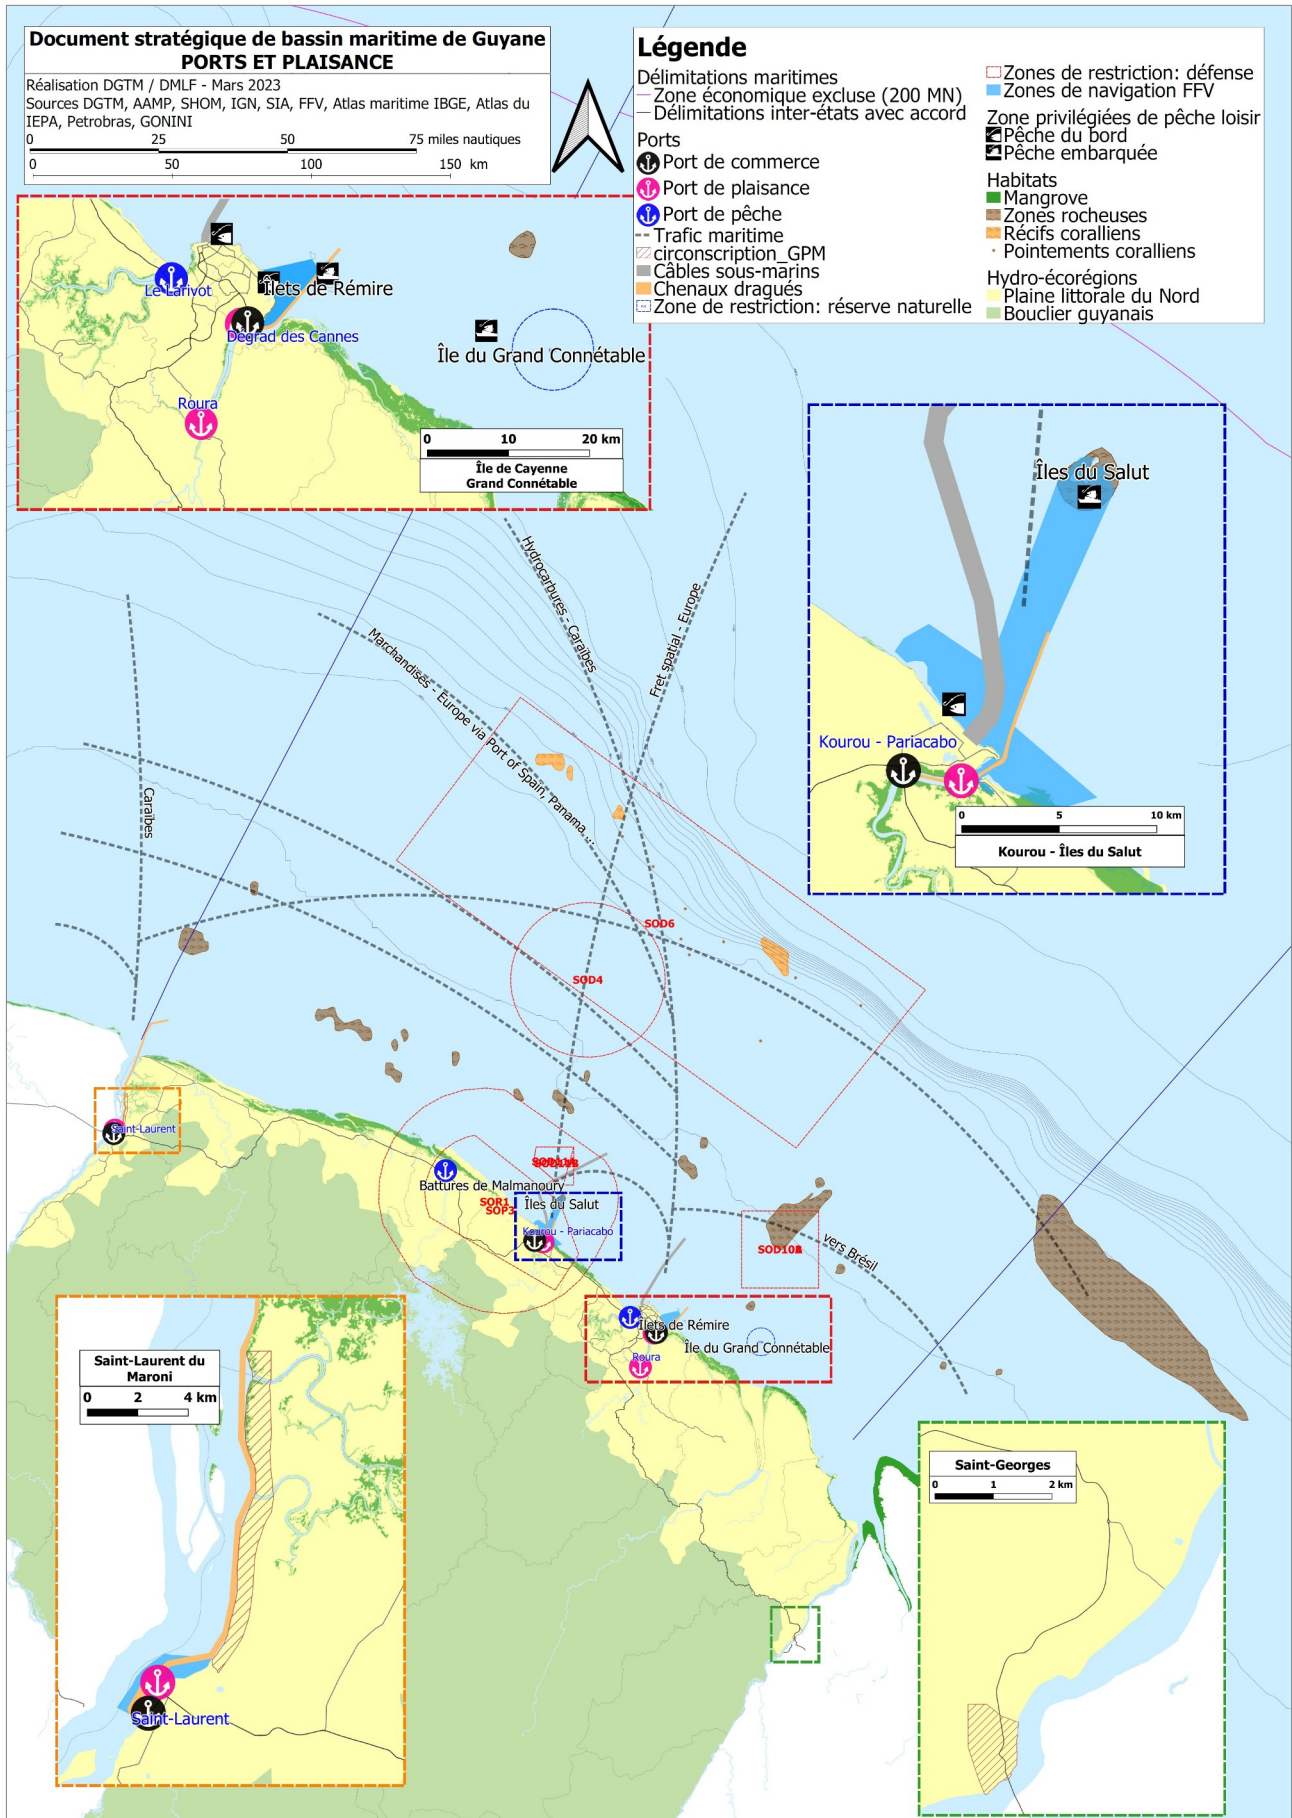 Document stratégique de bassin maritime de Guyane
PORTS ET PLAISANCE
Réalisation DGTM / DMLF - Mars 2023
Sources DGTM, AAMP, SHOM, IGN, SIA, FFV, Atlas maritime IBGE, Atlas du
IEPA, Petrobras, GONINI
0 25 50 75 miles nautiques
0 50 100 150 km
Légende
Délimitations maritimes
Zone économique excluse (200 MN)
Délimitations inter-états avec accord
Ports
Port de commerce
Port de plaisance
Port de pêche
Trafic maritime
circonscription_GPM
Câbles sous-marins
Chenaux dragués
Zone de restriction: réserve naturelle
Zones de restriction: défense
Zones de navigation FFV
Zone privilégiées de pêche loisir
Pêche du bord
Pêche embarquée
Habitats
Mangrove
Zones rocheuses
Récifs coralliens
Pointements coralliens
Hydro-écorégions
Plaine littorale du Nord
Bouclier guyanais
Le Larivot
Îlets de Rémire
Dégrad des Cannes
Île du Grand Connétable
Roura
0 10 20 km
Île de Cayenne
Grand Connétable
Îles du Salut
Kourou - Pariacabo
0 5 10 km
Kourou - Îles du Salut
Hydrocarbures - Caraïbes
Fret spatial - Europe
Marchandises - Europe via Port of Spain, Panama ...
Caraïbes
SOD6
SOD4
Saint-Laurent
Battures de Malmanoury
SOR1
SOP3
Îles du Salut
Kourou - Pariacabo
vers Brésil
Îlets de Rémire
Île du Grand Connétable
Roura
Saint-Laurent du
Maroni
0 2 4 km
Saint-Laurent
Saint-Georges
0 1 2 km